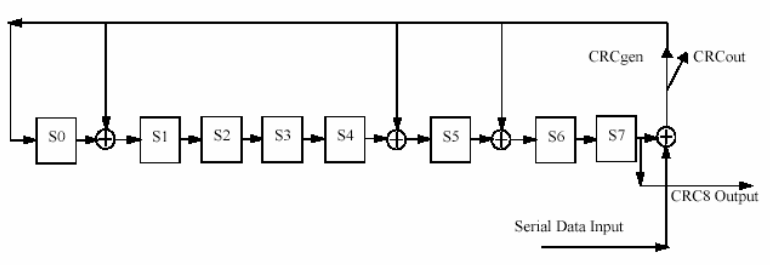 CRCgen CRCout
S0 S1 S2 S3 S4 S5 S6 S7
CRC8 Output
Serial Data Input